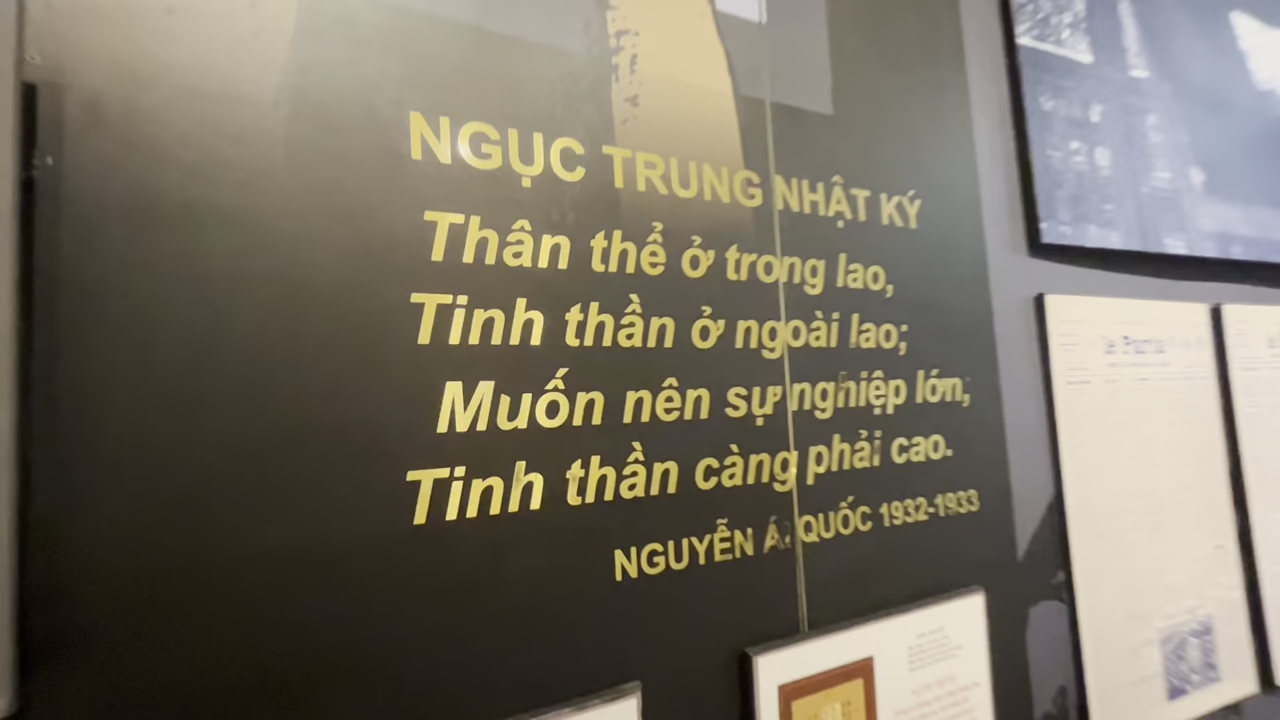 NGỤC TRUNG NHẬT KÝ
Thân thể ở trong lao,
Tinh thần ở ngoài lao;
Muốn nên sự nghiệp lớn,
Tinh thần càng phải cao.
NGUYỄN ÁI QUỐC 1932-1933